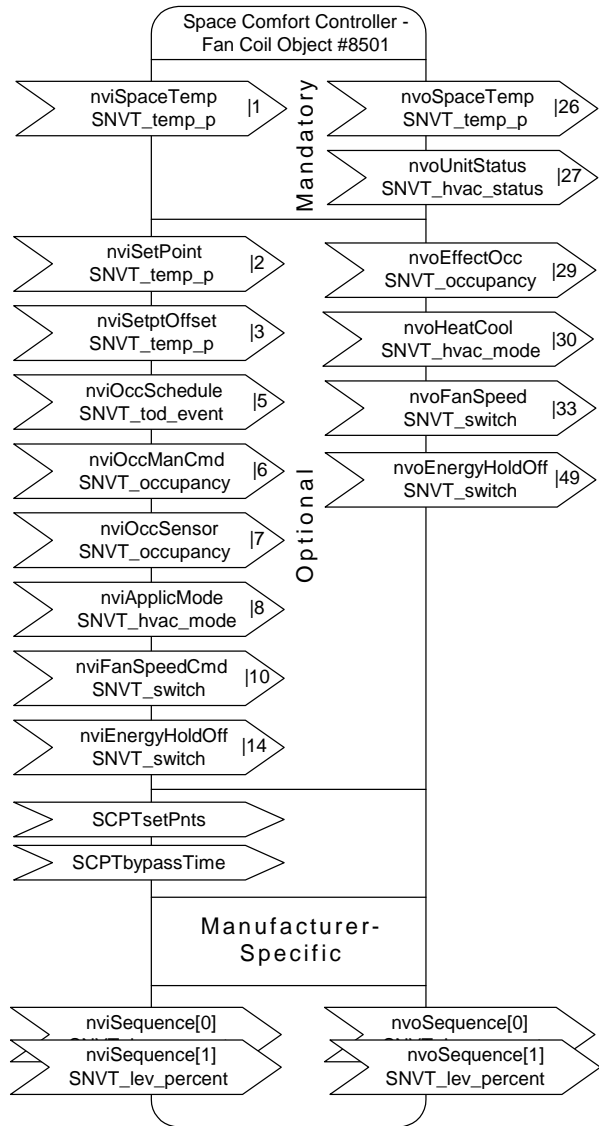 Space Comfort Controller -
Fan Coil Object #8501
Mandatory
nviSpaceTemp |1
SNVT_temp_p
nvoSpaceTemp |26
SNVT_temp_p
nvoUnitStatus |27
SNVT_hvac_status
Optional
nviSetPoint |2
SNVT_temp_p
nviSetptOffset |3
SNVT_temp_p
nviOccSchedule |5
SNVT_tod_event
nviOccManCmd |6
SNVT_occupancy
nviOccSensor |7
SNVT_occupancy
nviApplicMode |8
SNVT_hvac_mode
nviFanSpeedCmd |10
SNVT_switch
nviEnergyHoldOff |14
SNVT_switch
nvoEffectOcc |29
SNVT_occupancy
nvoHeatCool |30
SNVT_hvac_mode
nvoFanSpeed |33
SNVT_switch
nvoEnergyHoldOff |49
SNVT_switch
SCPTsetPnts
SCPTbypassTime
Manufacturer-
Specific
nviSequence[0]
nviSequence[1]
SNVT_lev_percent
nvoSequence[0]
nvoSequence[1]
SNVT_lev_percent